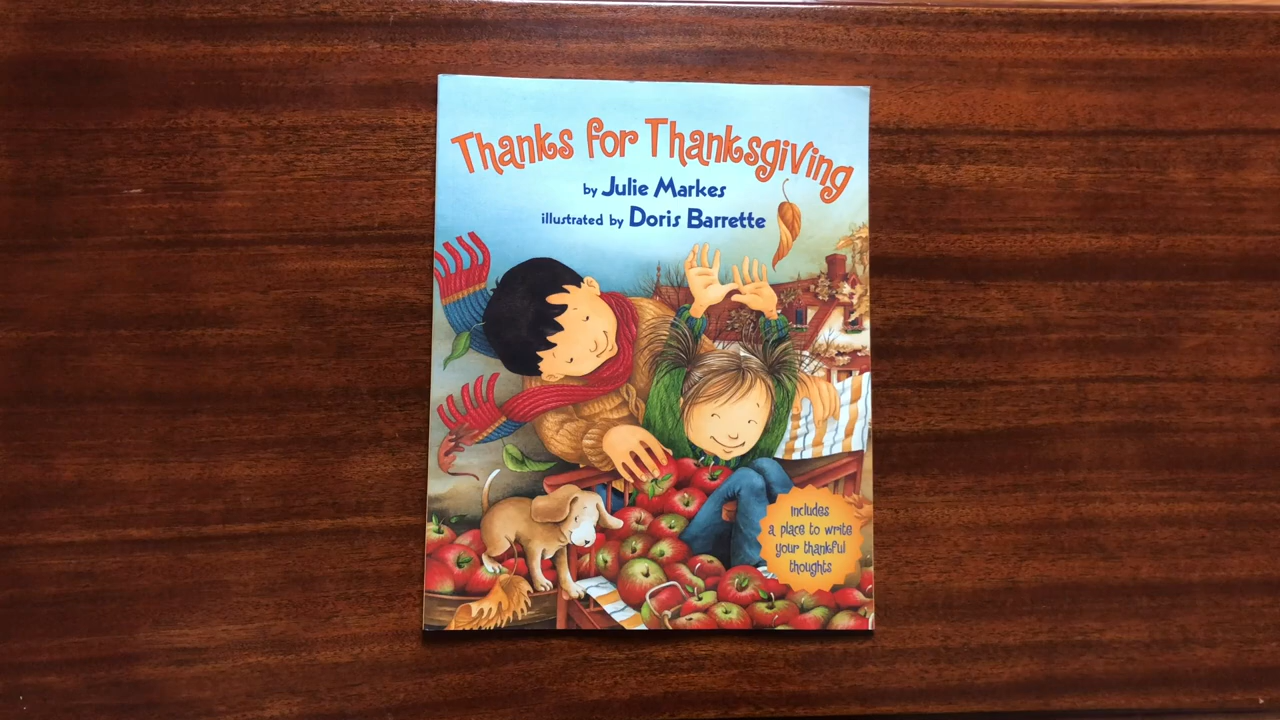 Thanks for Thanksgiving
by Julie Markes
illustrated by Doris Barrette
Includes
a place to write
your thankful
thoughts